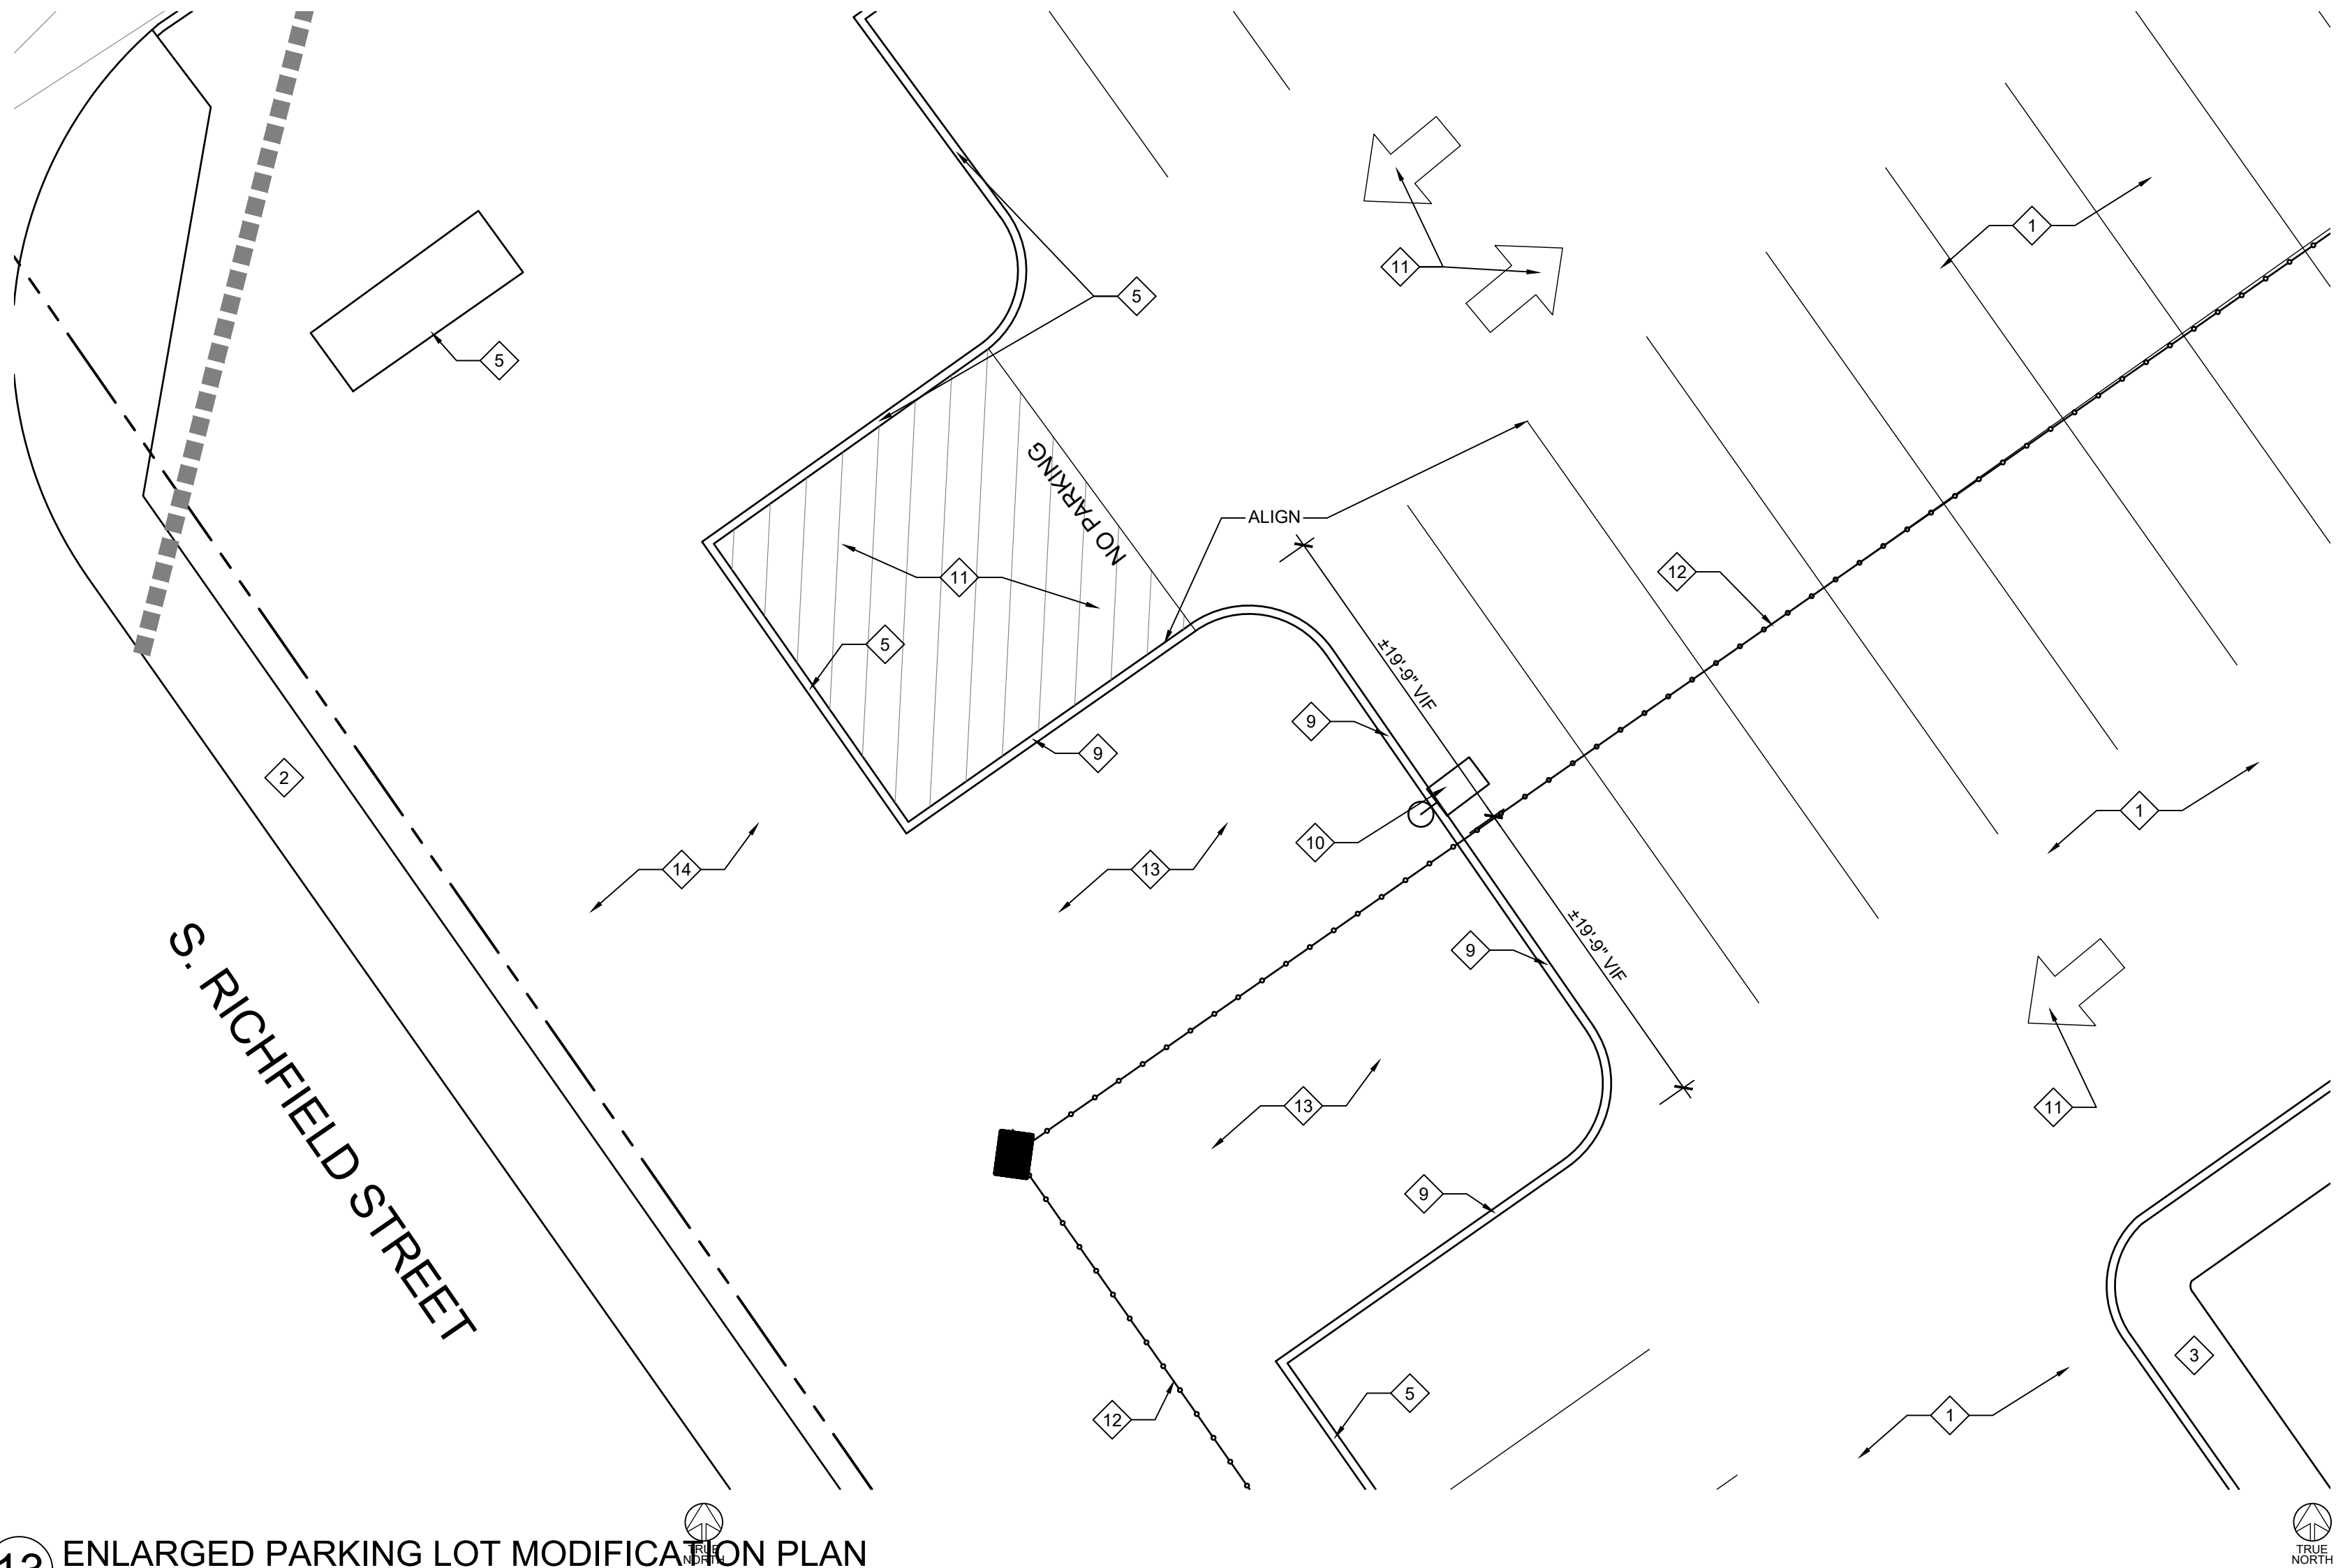 1
11
5
5
ALIGN
12
NO PARKING
11
5
±19'-9" VIF
9
9
2
10
1
14
13
9
±19'-9" VIF
S. RICHFIELD STREET
13
11
9
3
5
1
12
TRUE
NORTH
TRUE
NORTH
ENLARGED PARKING LOT MODIFICATION PLAN